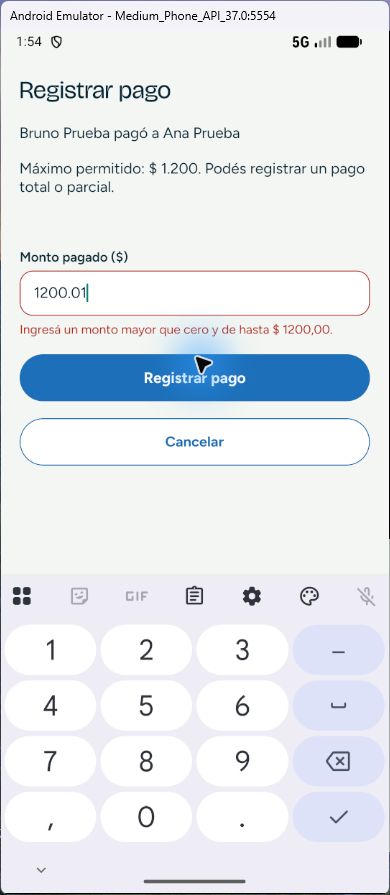 Android Emulator - Medium_Phone_API_37.0:5554
1:54 5G
Registrar pago
Bruno Prueba pagó a Ana Prueba
Máximo permitido: $ 1.200. Podés registrar un pago
total o parcial.
Monto pagado ($)
1200.01
Ingresá un monto mayor que cero y de hasta $ 1200,00.
Registrar pago
Cancelar
GIF
1 2 3 –
4 5 6
7 8 9
, 0 .